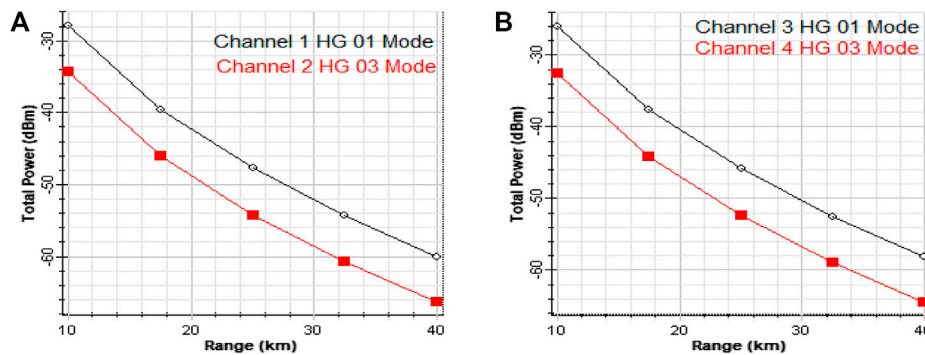 A
Channel 1 HG 01 Mode
Channel 2 HG 03 Mode
Total Power (dBm)
-30
-40
-50
-60
10
20
30
40
Range (km)
B
Channel 3 HG 01 Mode
Channel 4 HG 03 Mode
Total Power (dBm)
-30
-40
-50
-60
10
20
30
40
Range (km)